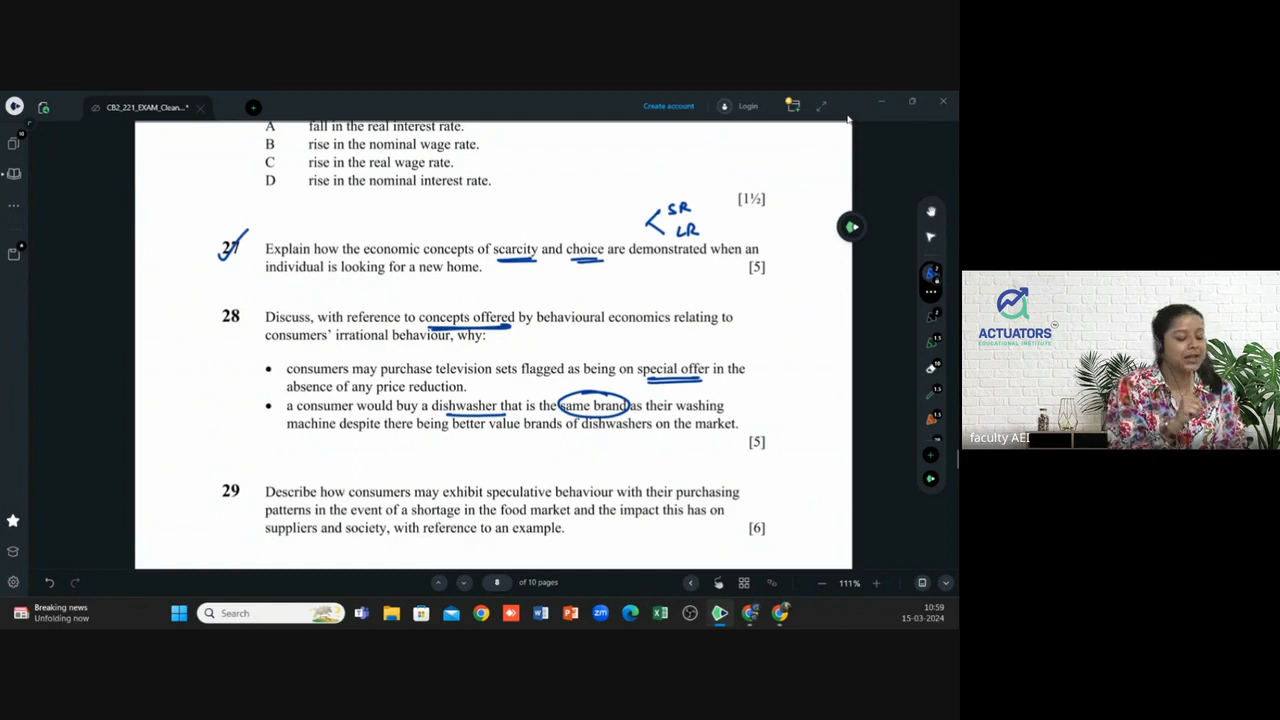 CB2_221_EXAM_Clean...*
Create account
Login
A fall in the real interest rate.
B rise in the nominal wage rate.
C rise in the real wage rate.
D rise in the nominal interest rate.
[1½]
SR
LR
27 Explain how the economic concepts of scarcity and choice are demonstrated when an
individual is looking for a new home. [5]
28 Discuss, with reference to concepts offered by behavioural economics relating to
consumers’ irrational behaviour, why:
• consumers may purchase television sets flagged as being on special offer in the
absence of any price reduction.
• a consumer would buy a dishwasher that is the same brand as their washing
machine despite there being better value brands of dishwashers on the market.
[5]
29 Describe how consumers may exhibit speculative behaviour with their purchasing
patterns in the event of a shortage in the food market and the impact this has on
suppliers and society, with reference to an example. [6]
8 of 10 pages
111%
ACTUATORS
EDUCATIONAL INSTITUTE
faculty AEI
Breaking news
Unfolding now
Search
10:59
15-03-2024